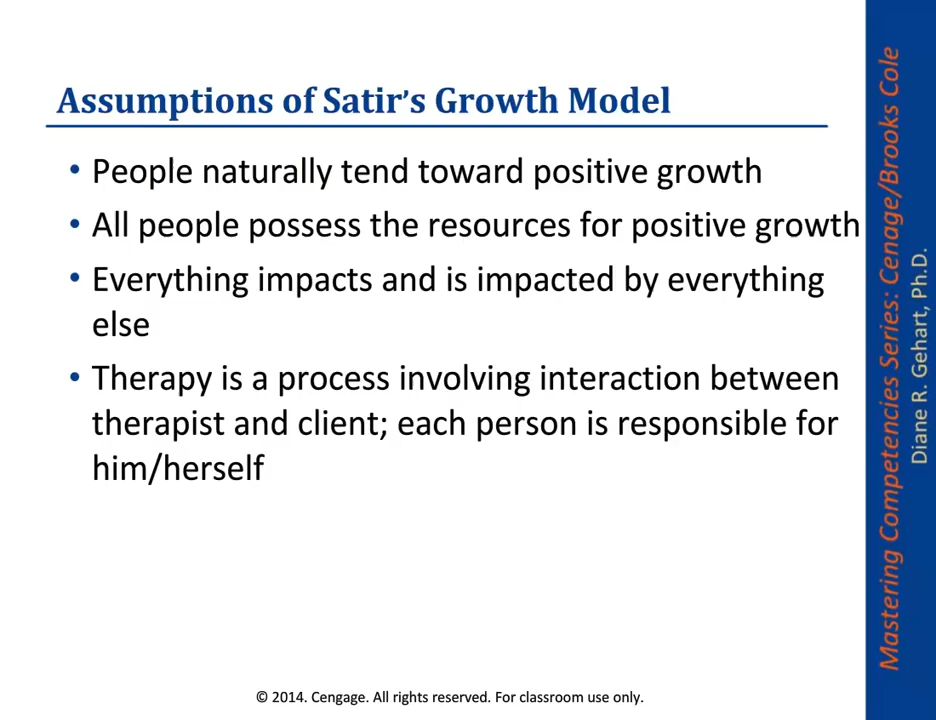 Assumptions of Satir's Growth Model
• People naturally tend toward positive growth
• All people possess the resources for positive growth
• Everything impacts and is impacted by everything
else
• Therapy is a process involving interaction between
therapist and client; each person is responsible for
him/herself
© 2014. Cengage. All rights reserved. For classroom use only.
Mastering Competencies Series: Cenage/Brooks Cole
Diane R. Gehart, Ph.D.